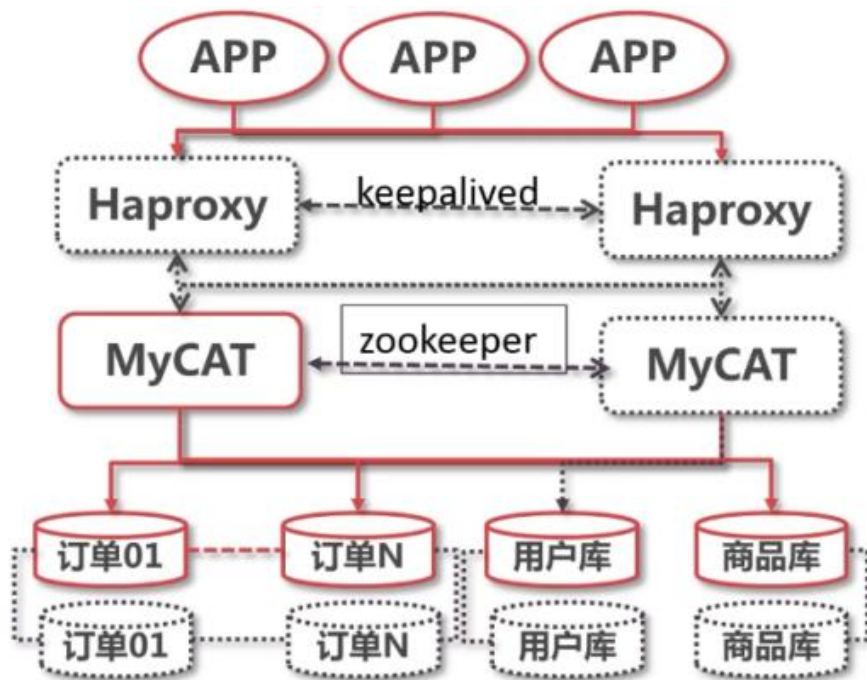 APP APP APP
keepalived
Haproxy Haproxy
zookeeper
MyCAT MyCAT
订单01 订单N 用户库 商品库
订单01 订单N 用户库 商品库